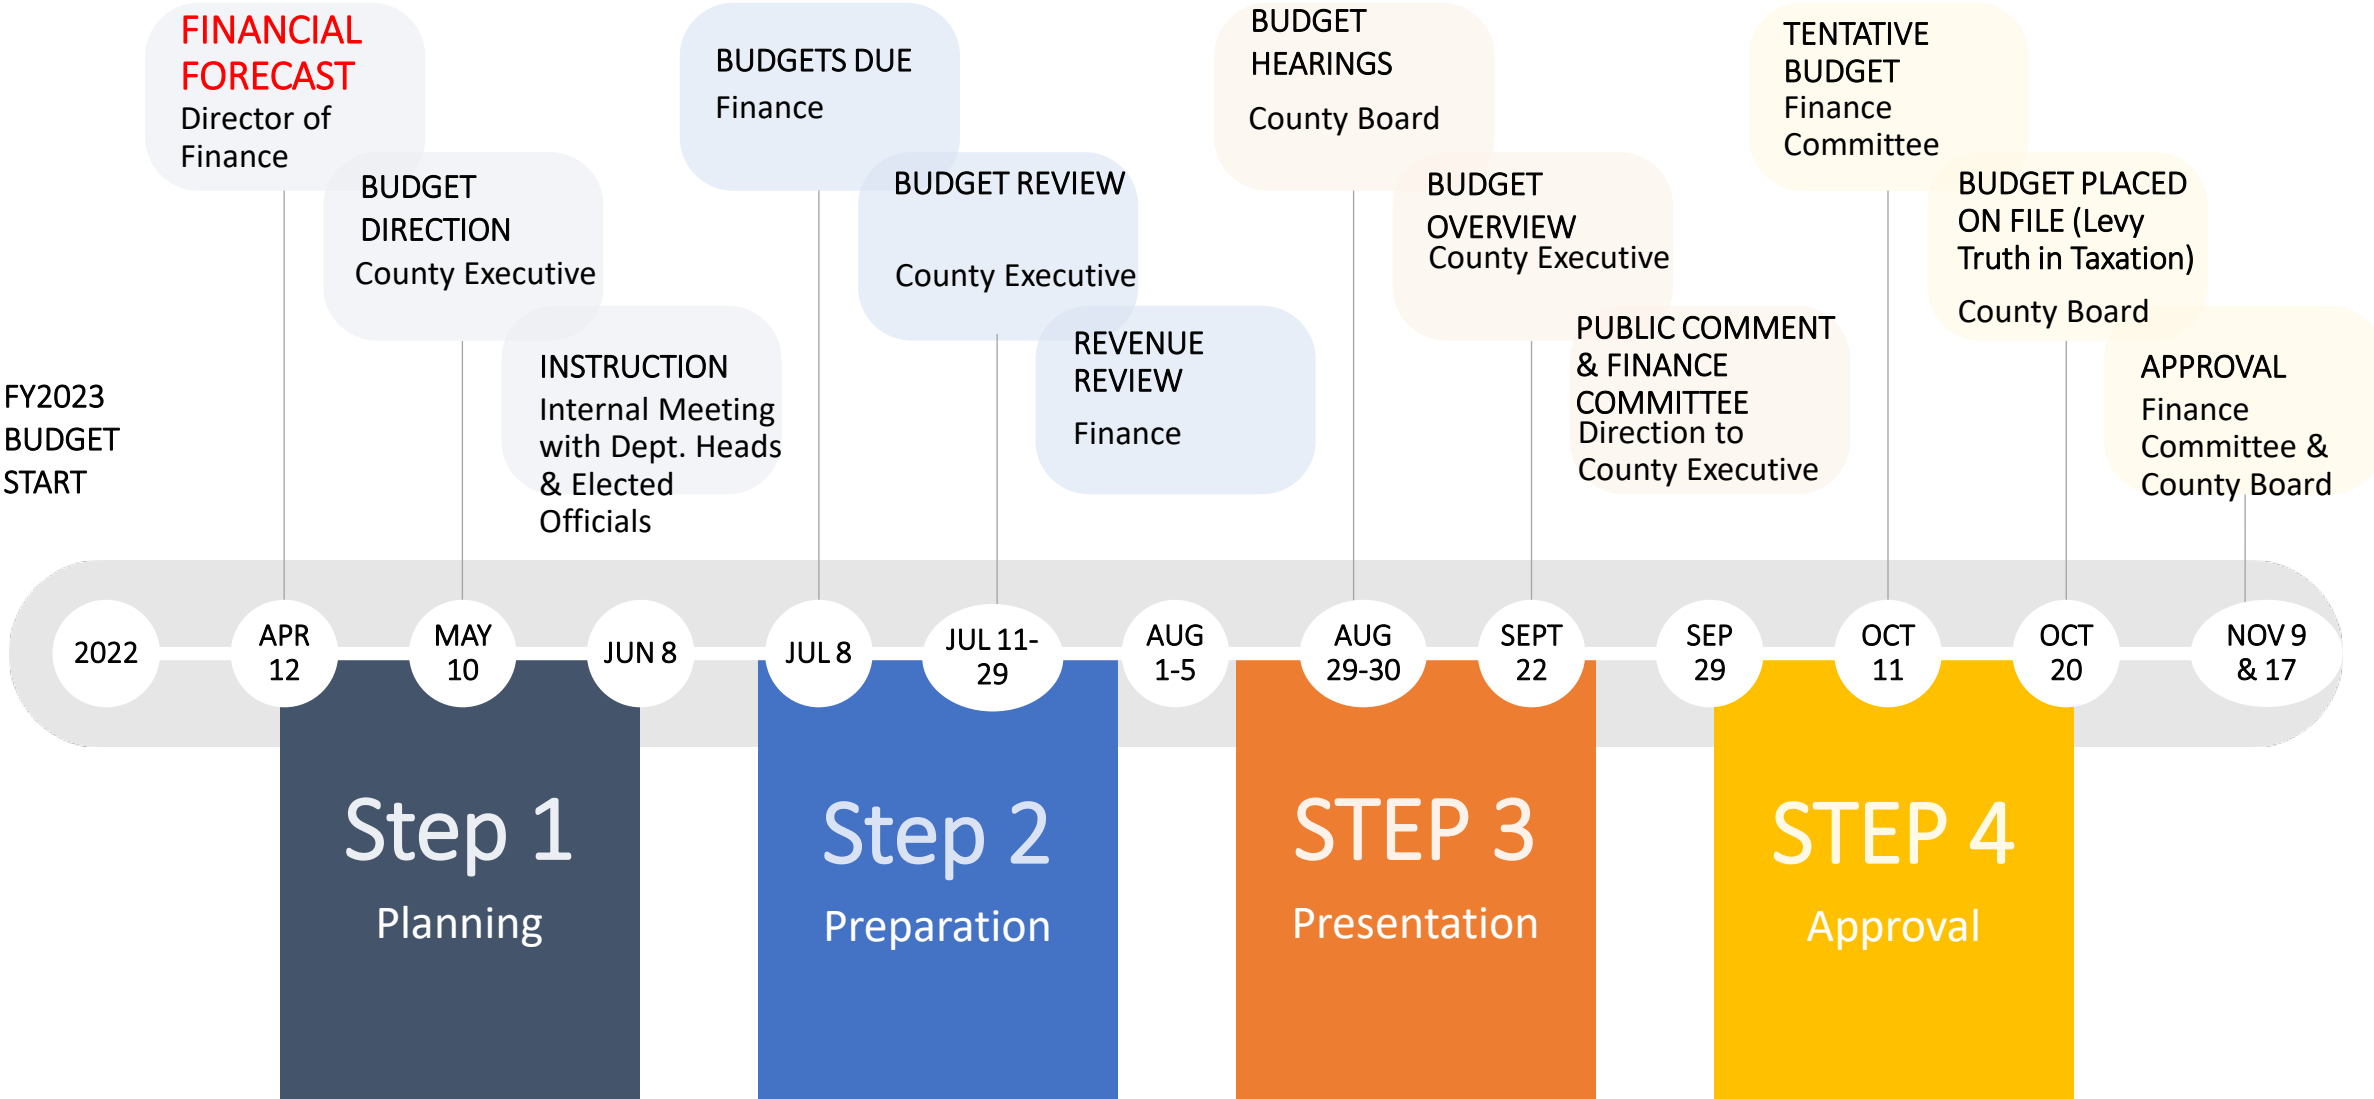 FINANCIAL
FORECAST
Director of
Finance
BUDGET
DIRECTION
County Executive
INSTRUCTION
Internal Meeting
with Dept. Heads
& Elected
Officials
BUDGETS DUE
Finance
BUDGET REVIEW
County Executive
REVENUE
REVIEW
Finance
BUDGET
HEARINGS
County Board
BUDGET
OVERVIEW
County Executive
PUBLIC COMMENT
& FINANCE
COMMITTEE
Direction to
County Executive
TENTATIVE
BUDGET
Finance
Committee
BUDGET PLACED
ON FILE (Levy
Truth in Taxation)
County Board
APPROVAL
Finance
Committee &
County Board
FY2023
BUDGET
START
2022
APR
12
MAY
10
JUN 8
JUL 8
JUL 11-
29
AUG
1-5
AUG
29-30
SEPT
22
SEP
29
OCT
11
OCT
20
NOV 9
& 17
Step 1
Planning
Step 2
Preparation
STEP 3
Presentation
STEP 4
Approval